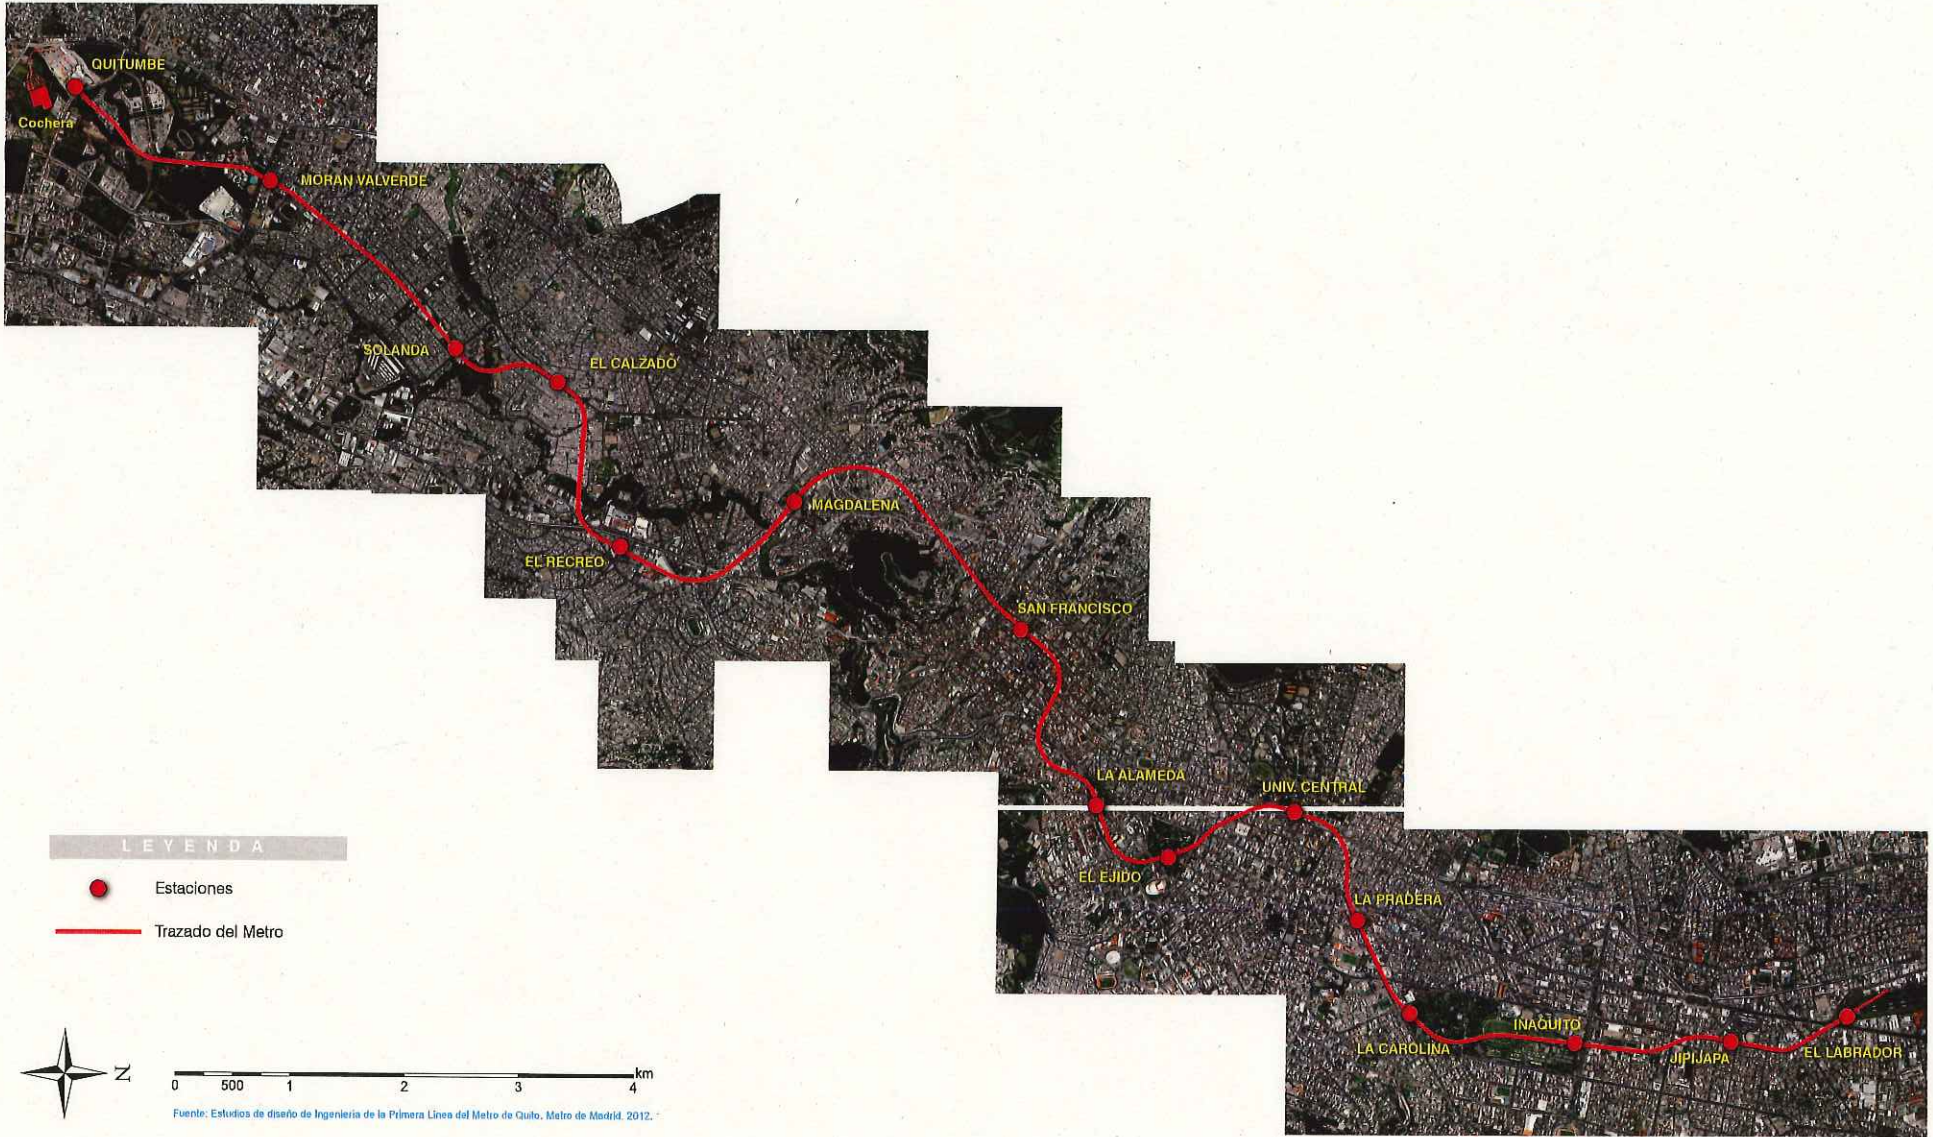 QUITUMBE
Cochera
MORAN VALVERDE
SOLANDA
EL CALZADO
MAGDALENA
EL RECREO
SAN FRANCISCO
LA ALAMEDA
UNIV. CENTRAL
EL EJIDO
LA PRADERA
INAQUITO
LA CAROLINA
JIPIJAPA
EL LABRADOR
LEYENDA
Estaciones
Trazado del Metro
N
km
0 500 1 2 3 4
Fuente: Estudios de diseño de Ingeniería de la Primera Línea del Metro de Quito. Metro de Madrid. 2012.